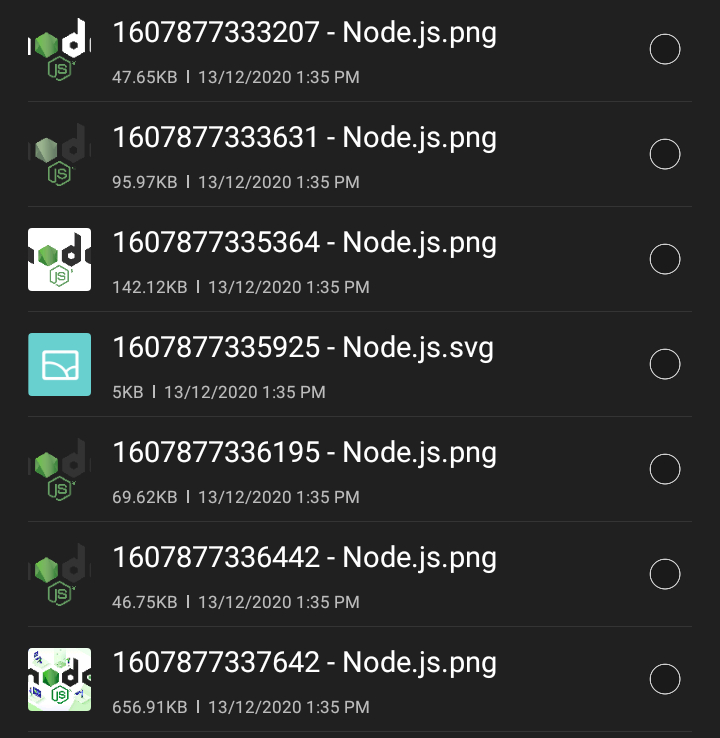 1607877333207 - Node.js.png
47.65KB | 13/12/2020 1:35 PM
1607877333631 - Node.js.png
95.97KB | 13/12/2020 1:35 PM
1607877335364 - Node.js.png
142.12KB | 13/12/2020 1:35 PM
1607877335925 - Node.js.svg
5KB | 13/12/2020 1:35 PM
1607877336195 - Node.js.png
69.62KB | 13/12/2020 1:35 PM
1607877336442 - Node.js.png
46.75KB | 13/12/2020 1:35 PM
1607877337642 - Node.js.png
656.91KB | 13/12/2020 1:35 PM